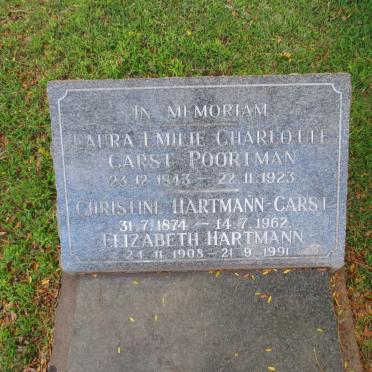 IN MEMORIAM
LAURA EMILIE CHARLOTTE
GARST POORTMAN
23.12.1843 — 22.11.1923
CHRISTINE HARTMANN-GARST
31.7.1874 — 14.7.1962
ELIZABETH HARTMANN
24.11.1908 – 21.9.1991